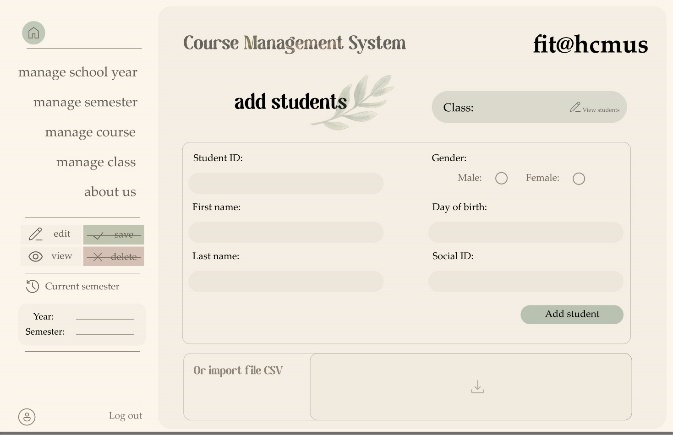 manage school year
manage semester
manage course
manage class
about us
edit
save
view
delete
Current semester
Year:
Semester:
Log out
Course Management System
fit@hcmus
add students
Class:
View students
Student ID:
Gender:
Male:
Female:
First name:
Day of birth:
Last name:
Social ID:
Add student
Or import file CSV